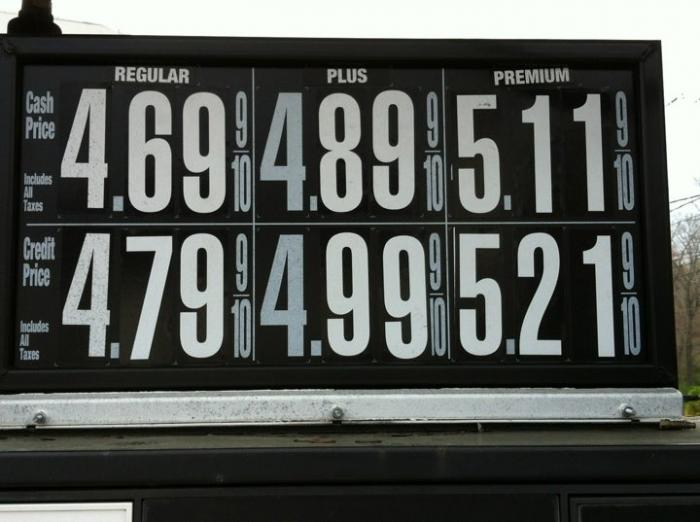 REGULAR PLUS PREMIUM
Cash
Price
Includes
All
Taxes
4.69 9/10 4.89 9/10 5.11 9/10
Credit
Price
Includes
All
Taxes
4.79 9/10 4.99 9/10 5.21 9/10